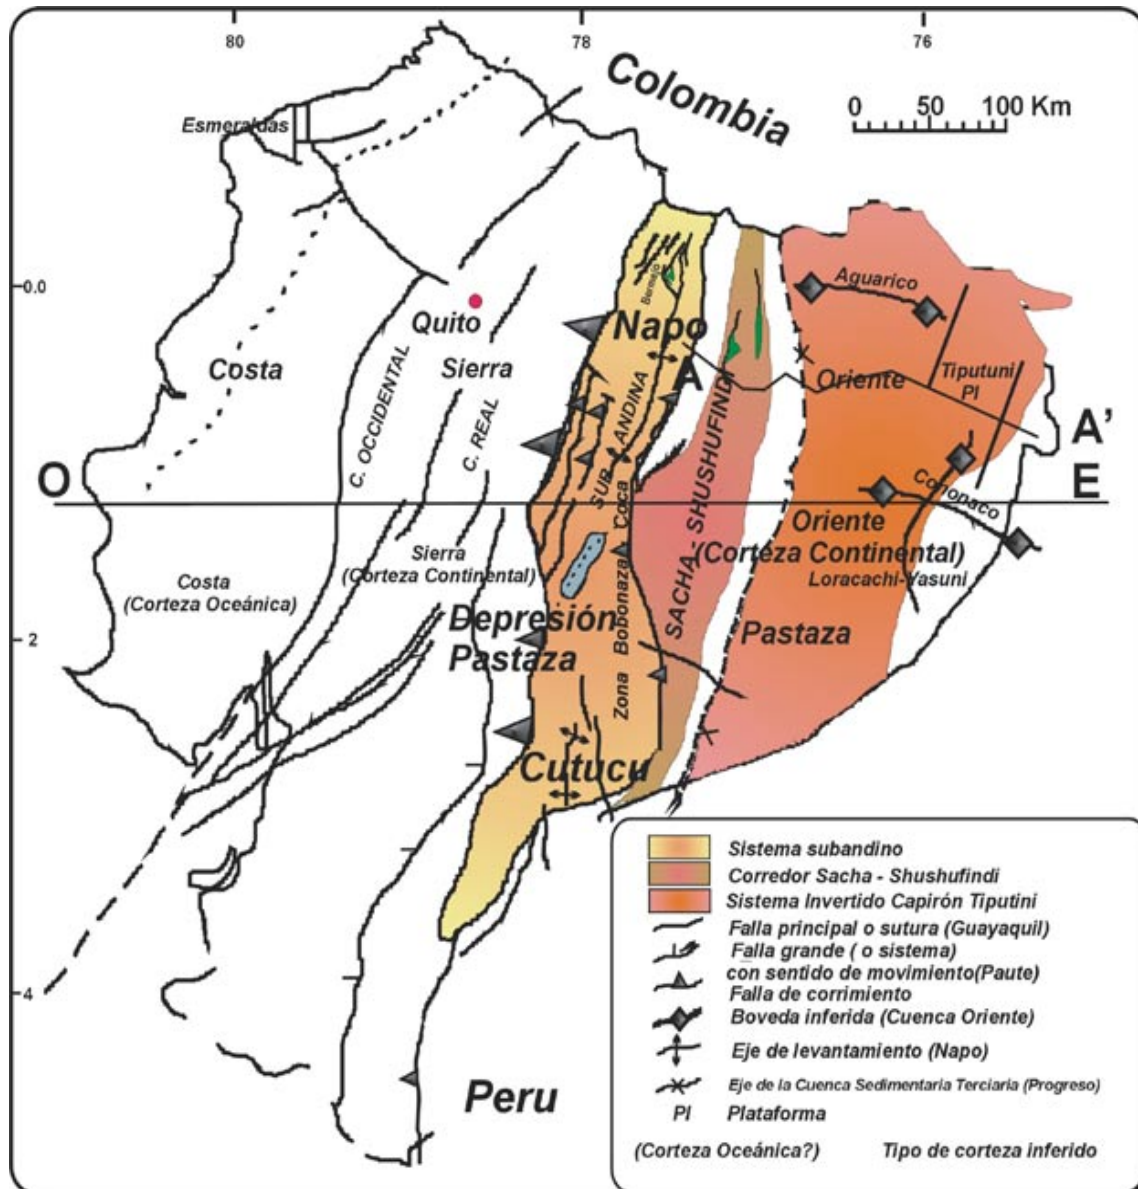 80
78
76
Colombia
0 50 100 Km
Esmeraldas
0.0
Quito
Costa
Sierra
C. OCCIDENTAL
C. REAL
Bermejo
Napo
SUB ANDINA
A
Aquarico
Oriente
Tiputuni
Pl
A'
O
E
SACHA - SHUSHUFINDI
Conopaco
Oriente
(Corteza Continental)
Loracachi-Yasuni
Sierra
(Corteza Continental)
Costa
(Corteza Oceánica)
Zona Bobonaza Coca
Depresión
Pastaza
Pastaza
2
Cutucu
4
Peru
Sistema subandino
Corredor Sacha - Shushufindi
Sistema Invertido Capirón Tiputini
Falla principal o sutura (Guayaquil)
Falla grande ( o sistema)
con sentido de movimiento(Paute)
Falla de corrimiento
Boveda inferida (Cuenca Oriente)
Eje de levantamiento (Napo)
Eje de la Cuenca Sedimentaria Terciaria (Progreso)
Pl Plataforma
(Corteza Oceánica?) Tipo de corteza inferido